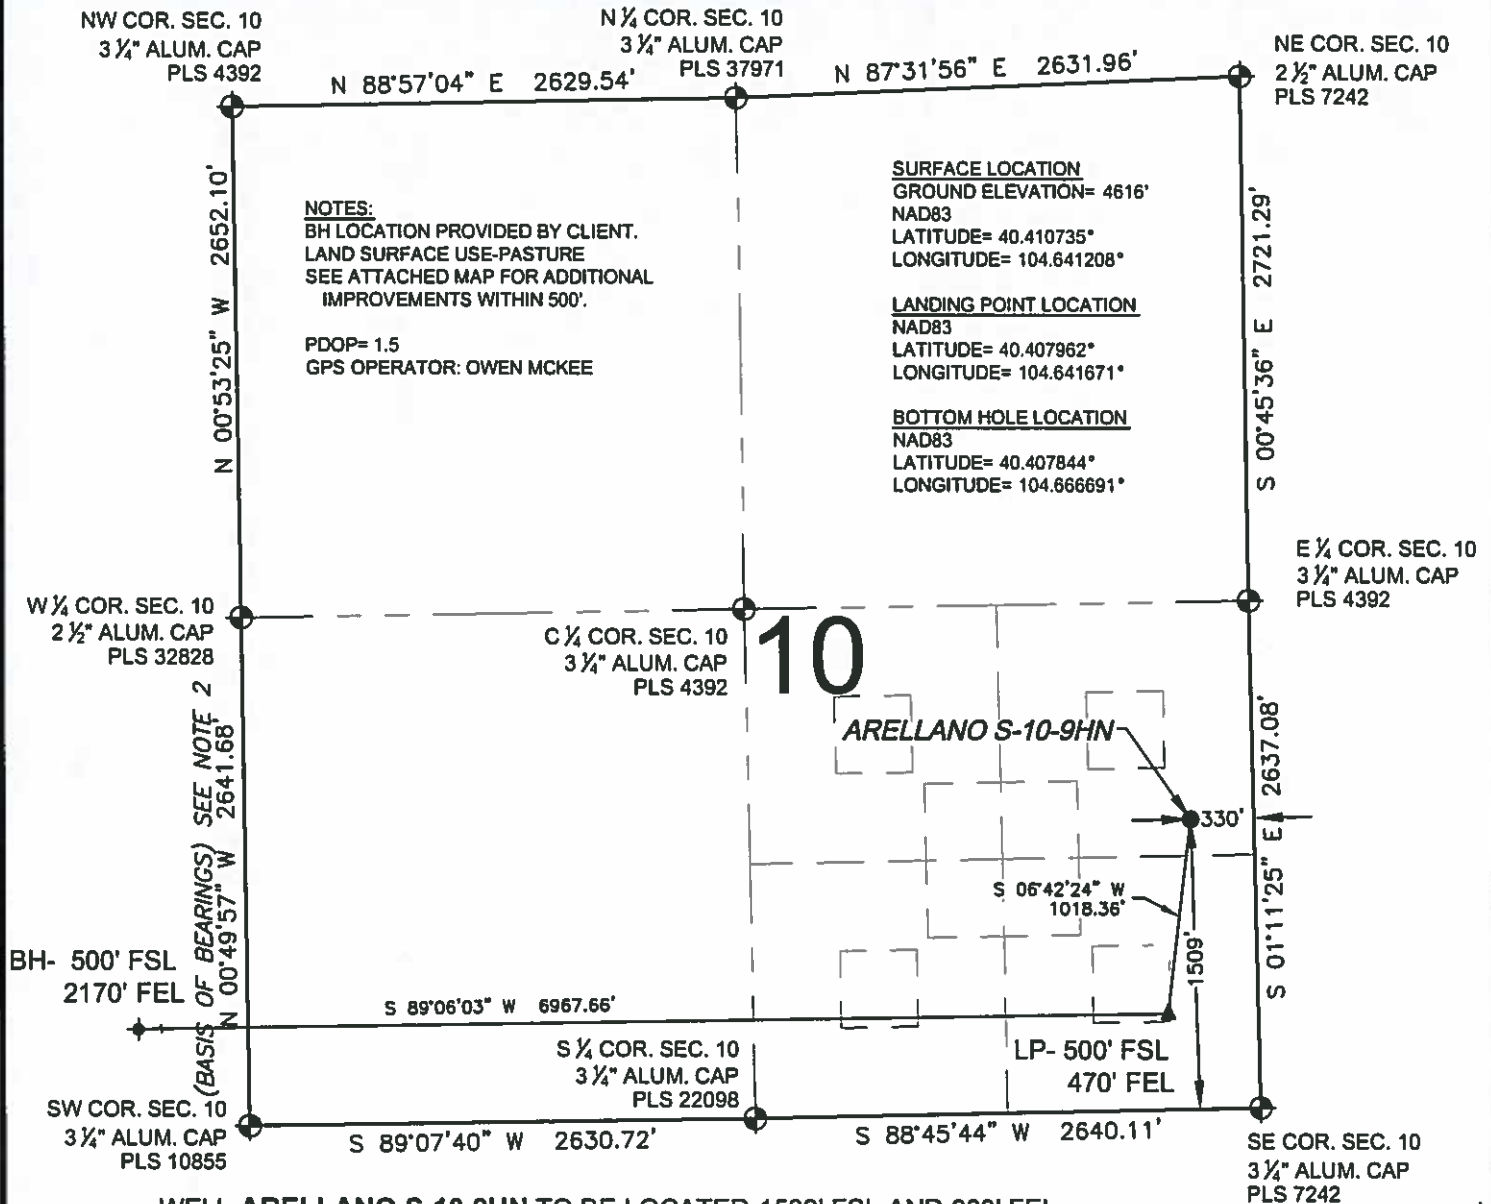 NW COR. SEC. 10
3 ¼" ALUM. CAP
PLS 4392
N ¼ COR. SEC. 10
3 ¼" ALUM. CAP
PLS 37971
NE COR. SEC. 10
2 ½" ALUM. CAP
PLS 7242
N 88°57'04" E 2629.54'
N 87°31'56" E 2631.96'
N 00°53'25" W 2652.10'
NOTES:
BH LOCATION PROVIDED BY CLIENT.
LAND SURFACE USE-PASTURE
SEE ATTACHED MAP FOR ADDITIONAL
IMPROVEMENTS WITHIN 500'.
PDOP= 1.5
GPS OPERATOR: OWEN MCKEE
SURFACE LOCATION
GROUND ELEVATION= 4616'
NAD83
LATITUDE= 40.410735°
LONGITUDE= 104.641208°
LANDING POINT LOCATION
NAD83
LATITUDE= 40.407962°
LONGITUDE= 104.641671°
BOTTOM HOLE LOCATION
NAD83
LATITUDE= 40.407844°
LONGITUDE= 104.666691°
S 00°45'36" E 2721.29'
W ¼ COR. SEC. 10
2 ½" ALUM. CAP
PLS 32828
C ¼ COR. SEC. 10
3 ¼" ALUM. CAP
PLS 4392
10
E ¼ COR. SEC. 10
3 ¼" ALUM. CAP
PLS 4392
ARELLANO S-10-9HN
330'
S 06°42'24" W
1018.36'
1509'
S 01°11'25" E 2637.08'
(BASIS OF BEARINGS) SEE NOTE 2
N 00°49'57" W 2641.68'
BH- 500' FSL
2170' FEL
S 89°06'03" W 6967.66'
LP- 500' FSL
470' FEL
S ¼ COR. SEC. 10
3 ¼" ALUM. CAP
PLS 22098
SW COR. SEC. 10
3 ¼" ALUM. CAP
PLS 10855
S 89°07'40" W 2630.72'
S 88°45'44" W 2640.11'
SE COR. SEC. 10
3 ¼" ALUM. CAP
PLS 7242
WELL ARELLANO S-10-9HN TO BE LOCATED 1509' FSL AND 330' FEL